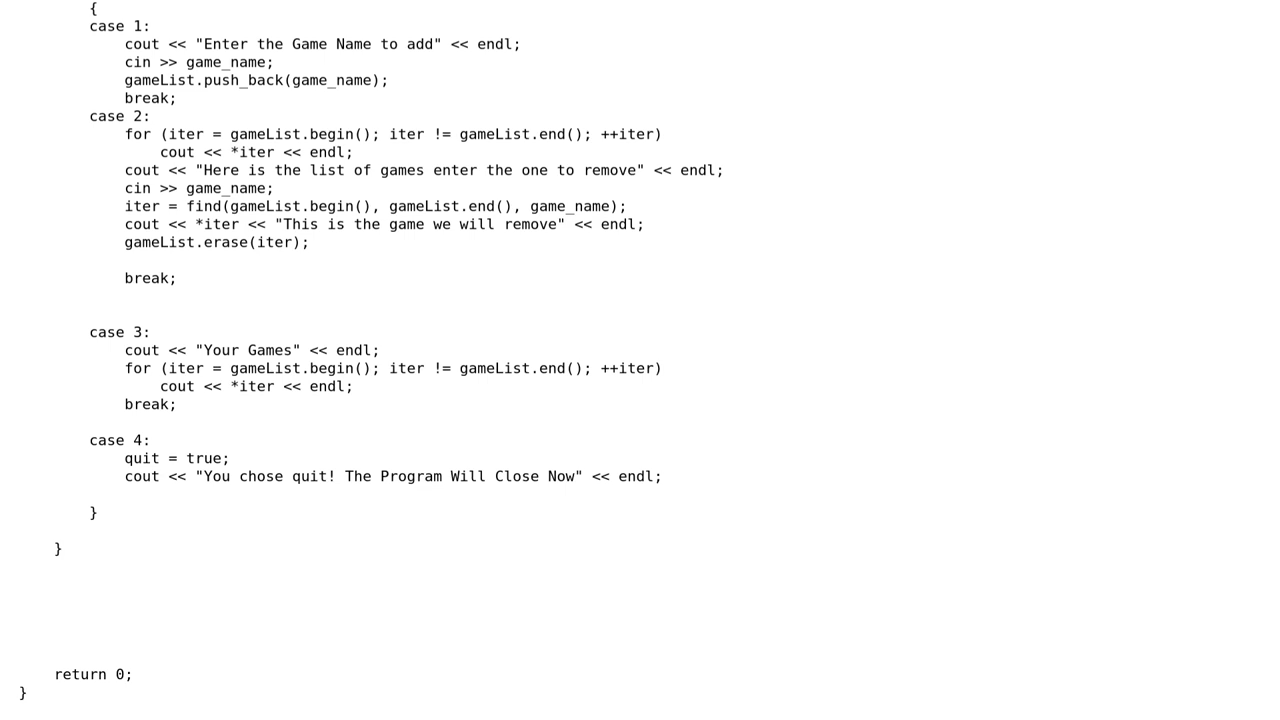 {
case 1:
cout << "Enter the Game Name to add" << endl;
cin >> game_name;
gameList.push_back(game_name);
break;
case 2:
for (iter = gameList.begin(); iter != gameList.end(); ++iter)
cout << *iter << endl;
cout << "Here is the list of games enter the one to remove" << endl;
cin >> game_name;
iter = find(gameList.begin(), gameList.end(), game_name);
cout << *iter << "This is the game we will remove" << endl;
gameList.erase(iter);
break;
case 3:
cout << "Your Games" << endl;
for (iter = gameList.begin(); iter != gameList.end(); ++iter)
cout << *iter << endl;
break;
case 4:
quit = true;
cout << "You chose quit! The Program Will Close Now" << endl;
}
}
return 0;
}